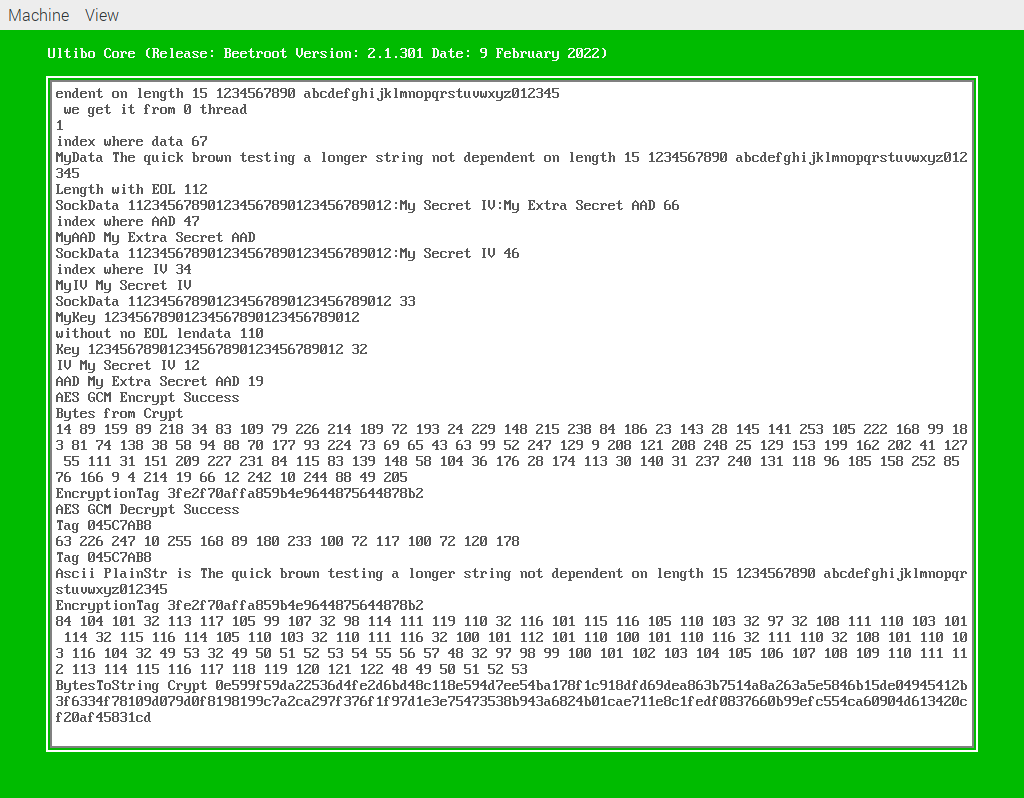 Machine View
Ultibo Core (Release: Beetroot Version: 2.1.301 Date: 9 February 2022)
endent on length 15 1234567890 abcdefghijklmnopqrstuvwxyz012345
 we get it from 0 thread
1
index where data 67
MyData The quick brown testing a longer string not dependent on length 15 1234567890 abcdefghijklmnopqrstuvwxyz012
345
Length with EOL 112
SockData 112345678901234567890123456789012:My Secret IV:My Extra Secret AAD 66
index where AAD 47
MyAAD My Extra Secret AAD
SockData 112345678901234567890123456789012:My Secret IV 46
index where IV 34
MyIV My Secret IV
SockData 112345678901234567890123456789012 33
MyKey 12345678901234567890123456789012
without no EOL lendata 110
Key 12345678901234567890123456789012 32
IV My Secret IV 12
AAD My Extra Secret AAD 19
AES GCM Encrypt Success
Bytes from Crypt
14 89 159 89 218 34 83 109 79 226 214 189 72 193 24 229 148 215 238 84 186 23 143 28 145 141 253 105 222 168 99 18
3 81 74 138 38 58 94 88 70 177 93 224 73 69 65 43 63 99 52 247 129 9 208 121 208 248 25 129 153 199 162 202 41 127
 55 111 31 151 209 227 231 84 115 83 139 148 58 104 36 176 28 174 113 30 140 31 237 240 131 118 96 185 158 252 85
76 166 9 4 214 19 66 12 242 10 244 88 49 205
EncryptionTag 3fe2f70affa859b4e9644875644878b2
AES GCM Decrypt Success
Tag 045C7AB8
63 226 247 10 255 168 89 180 233 100 72 117 100 72 120 178
Tag 045C7AB8
Ascii PlainStr is The quick brown testing a longer string not dependent on length 15 1234567890 abcdefghijklmnopqr
stuvwxyz012345
EncryptionTag 3fe2f70affa859b4e9644875644878b2
84 104 101 32 113 117 105 99 107 32 98 114 111 119 110 32 116 101 115 116 105 110 103 32 97 32 108 111 110 103 101
 114 32 115 116 114 105 110 103 32 110 111 116 32 100 101 112 101 110 100 101 110 116 32 111 110 32 108 101 110 10
3 116 104 32 49 53 32 49 50 51 52 53 54 55 56 57 48 32 97 98 99 100 101 102 103 104 105 106 107 108 109 110 111 11
2 113 114 115 116 117 118 119 120 121 122 48 49 50 51 52 53
BytesToString Crypt 0e599f59da22536d4fe2d6bd48c118e594d7ee54ba178f1c918dfd69dea863b7514a8a263a5e5846b15de04945412b
3f6334f78109d079d0f8198199c7a2ca297f376f1f97d1e3e75473538b943a6824b01cae711e8c1fedf0837660b99efc554ca60904d613420c
f20af45831cd